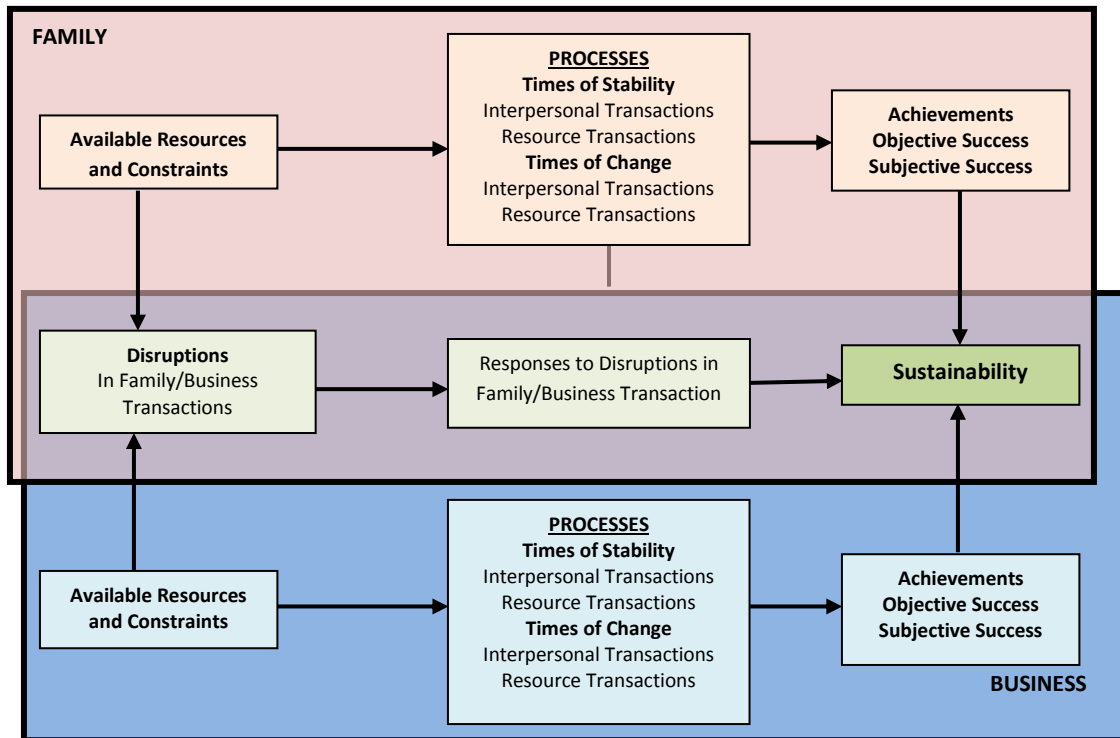 FAMILY
PROCESSES
Times of Stability
Interpersonal Transactions
Resource Transactions
Times of Change
Interpersonal Transactions
Resource Transactions
Available Resources
and Constraints
Achievements
Objective Success
Subjective Success
Disruptions
In Family/Business
Transactions
Responses to Disruptions in
Family/Business Transaction
Sustainability
PROCESSES
Times of Stability
Interpersonal Transactions
Resource Transactions
Times of Change
Interpersonal Transactions
Resource Transactions
Available Resources
and Constraints
Achievements
Objective Success
Subjective Success
BUSINESS